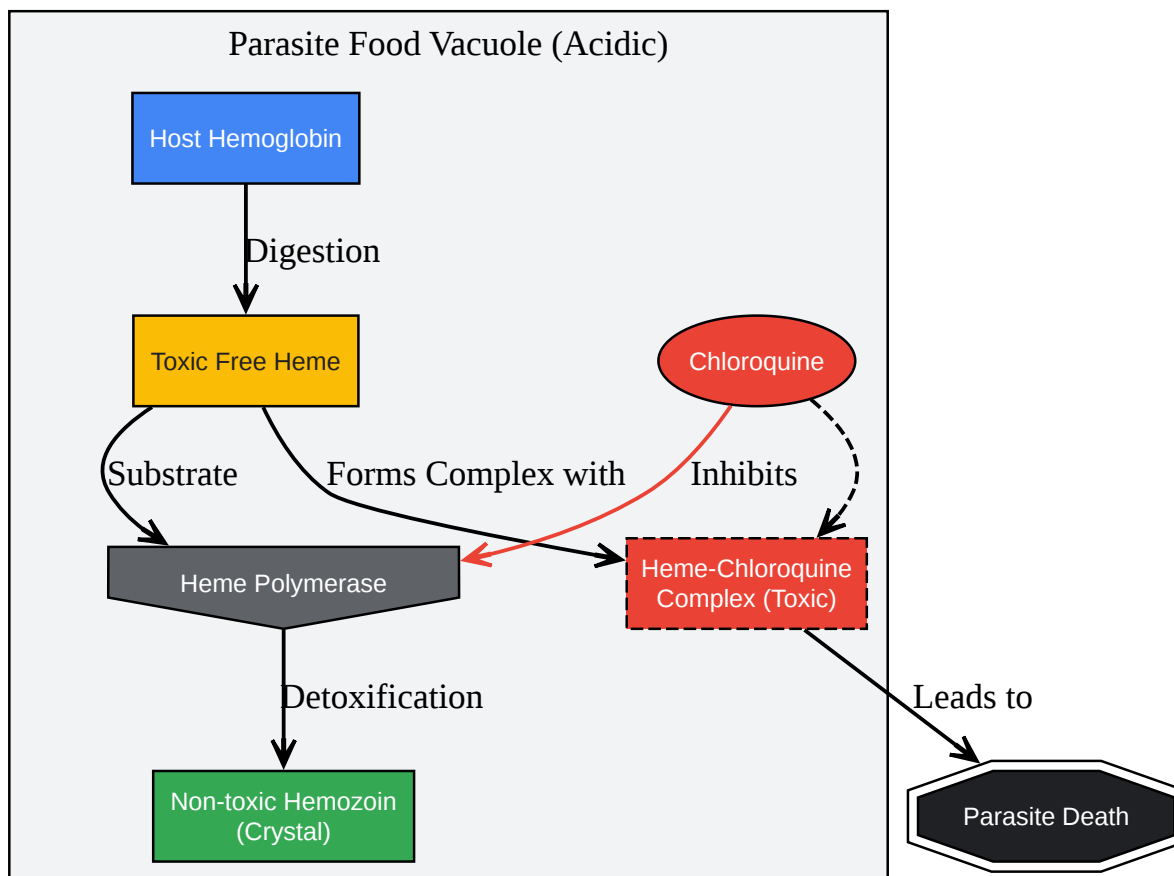 Parasite Food Vacuole (Acidic)
Host Hemoglobin
Digestion
Toxic Free Heme
Chloroquine
Substrate
Forms Complex with
Inhibits
Heme Polymerase
Heme-Chloroquine
Complex (Toxic)
Detoxification
Leads to
Non-toxic Hemozoin
(Crystal)
Parasite Death